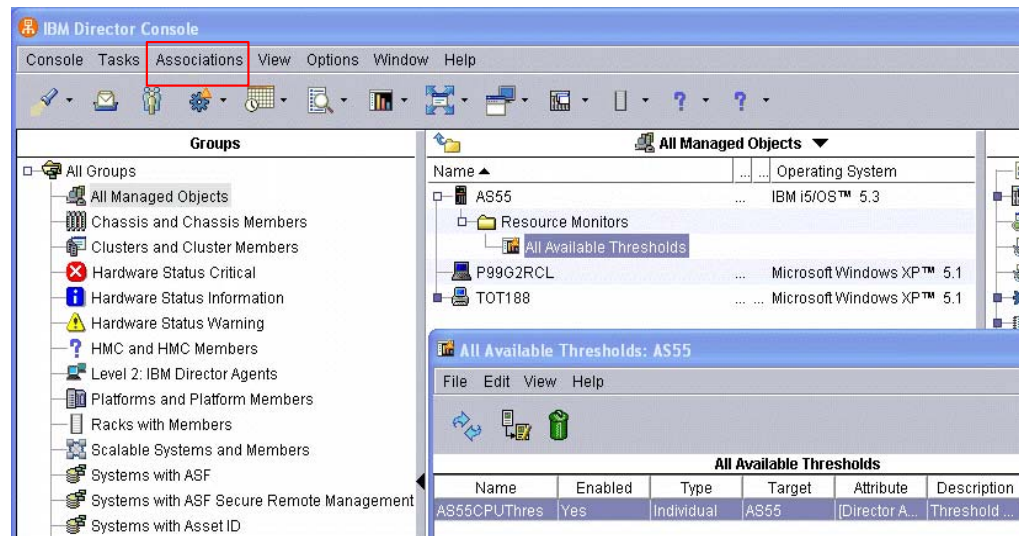 IBM Director Console
Console Tasks Associations View Options Window Help
Groups
All Groups
All Managed Objects
Chassis and Chassis Members
Clusters and Cluster Members
Hardware Status Critical
Hardware Status Information
Hardware Status Warning
HMC and HMC Members
Level 2: IBM Director Agents
Platforms and Platform Members
Racks with Members
Scalable Systems and Members
Systems with ASF
Systems with ASF Secure Remote Management
Systems with Asset ID
All Managed Objects
Name ... ... Operating System
AS55 ... IBM i5/OS™ 5.3
Resource Monitors
All Available Thresholds
P99G2RCL ... Microsoft Windows XP™ 5.1
TOT188 ... ... Microsoft Windows XP™ 5.1
All Available Thresholds: AS55
File Edit View Help
All Available Thresholds
Name Enabled Type Target Attribute Description
AS55CPUThres Yes Individual AS55 [Director A... Threshold ...